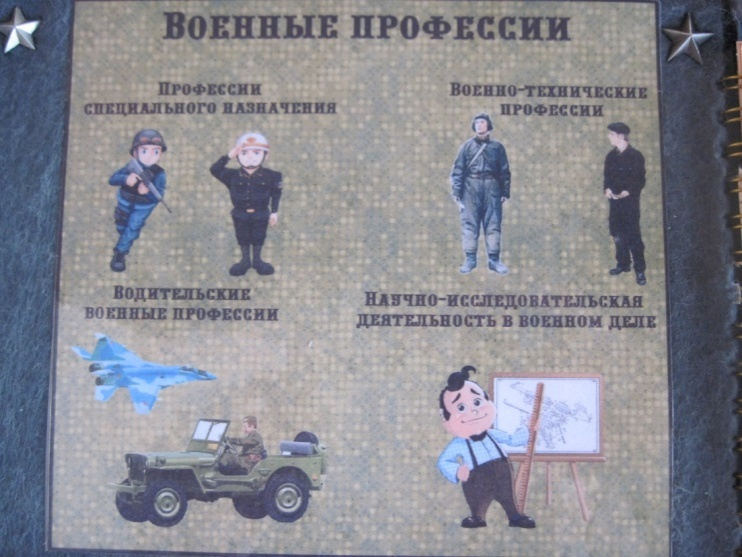 Военные профессии
Профессии
специального назначения
Военно-технические
профессии
Водительские
военные профессии
Научно-исследовательская
деятельность в военном деле